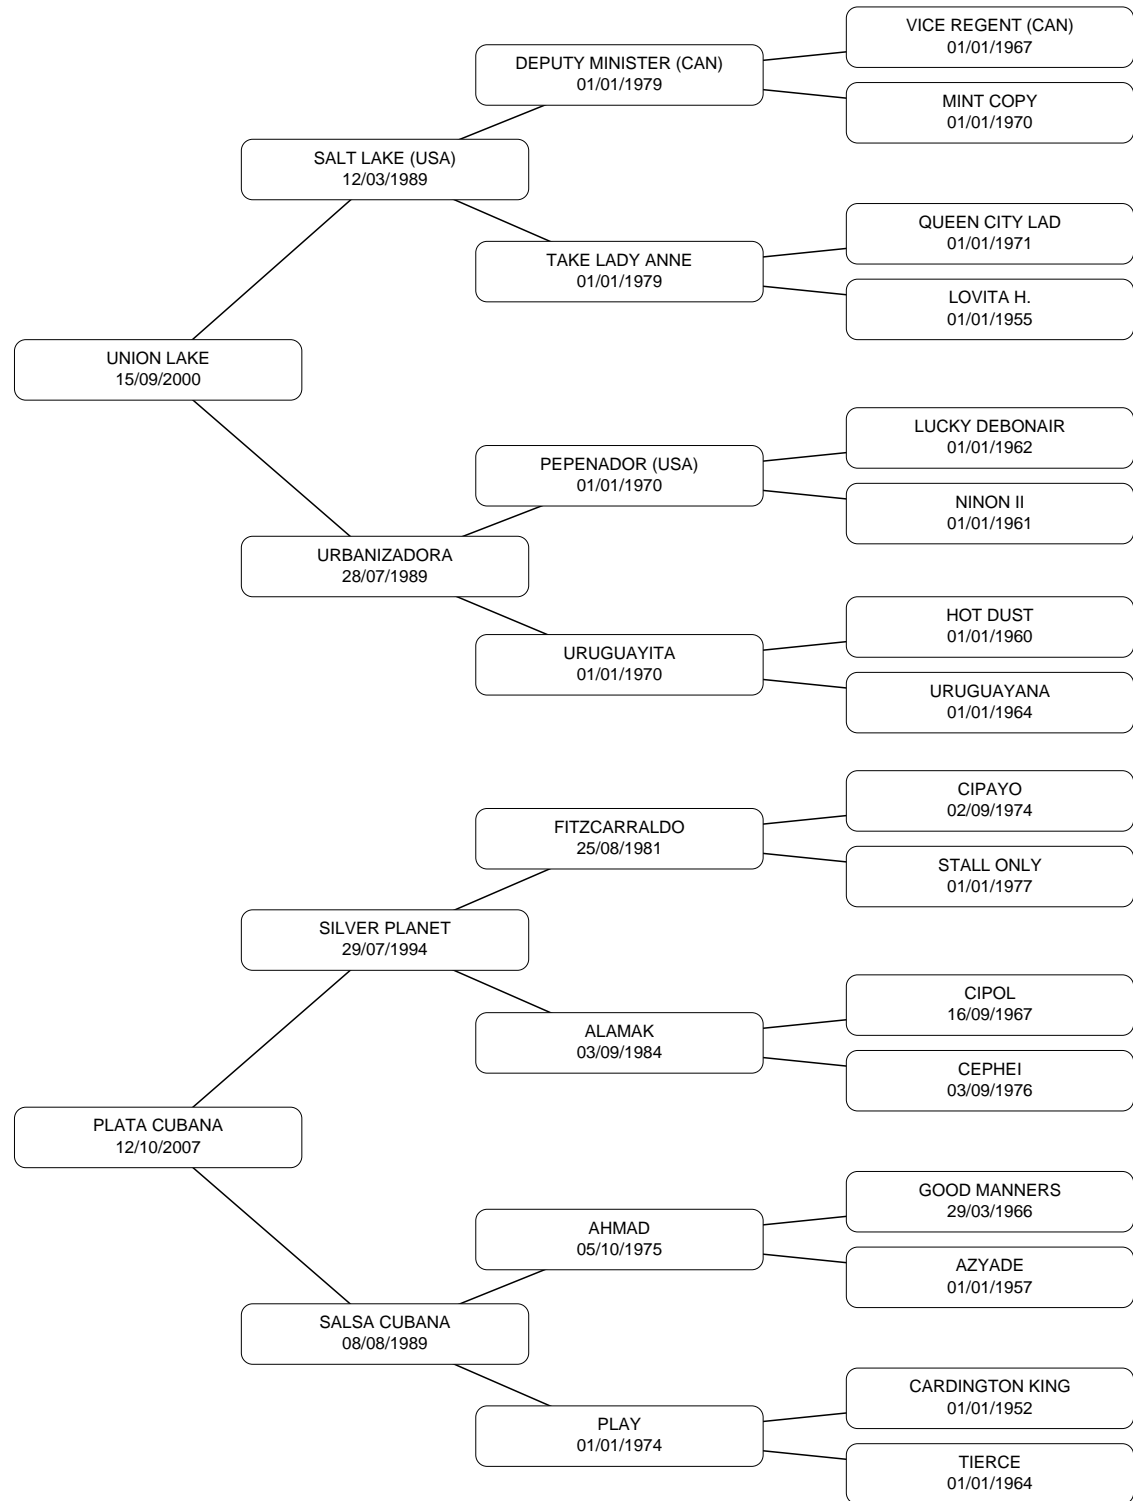 VICE REGENT (CAN)
01/01/1967
DEPUTY MINISTER (CAN)
01/01/1979
MINT COPY
01/01/1970
SALT LAKE (USA)
12/03/1989
QUEEN CITY LAD
01/01/1971
TAKE LADY ANNE
01/01/1979
LOVITA H.
01/01/1955
UNION LAKE
15/09/2000
LUCKY DEBONAIR
01/01/1962
PEPENADOR (USA)
01/01/1970
NINON II
01/01/1961
URBANIZADORA
28/07/1989
HOT DUST
01/01/1960
URUGUAYITA
01/01/1970
URUGUAYANA
01/01/1964
CIPAYO
02/09/1974
FITZCARRALDO
25/08/1981
STALL ONLY
01/01/1977
SILVER PLANET
29/07/1994
CIPOL
16/09/1967
ALAMAK
03/09/1984
CEPHEI
03/09/1976
PLATA CUBANA
12/10/2007
GOOD MANNERS
29/03/1966
AHMAD
05/10/1975
AZYADE
01/01/1957
SALSA CUBANA
08/08/1989
CARDINGTON KING
01/01/1952
PLAY
01/01/1974
TIERCE
01/01/1964